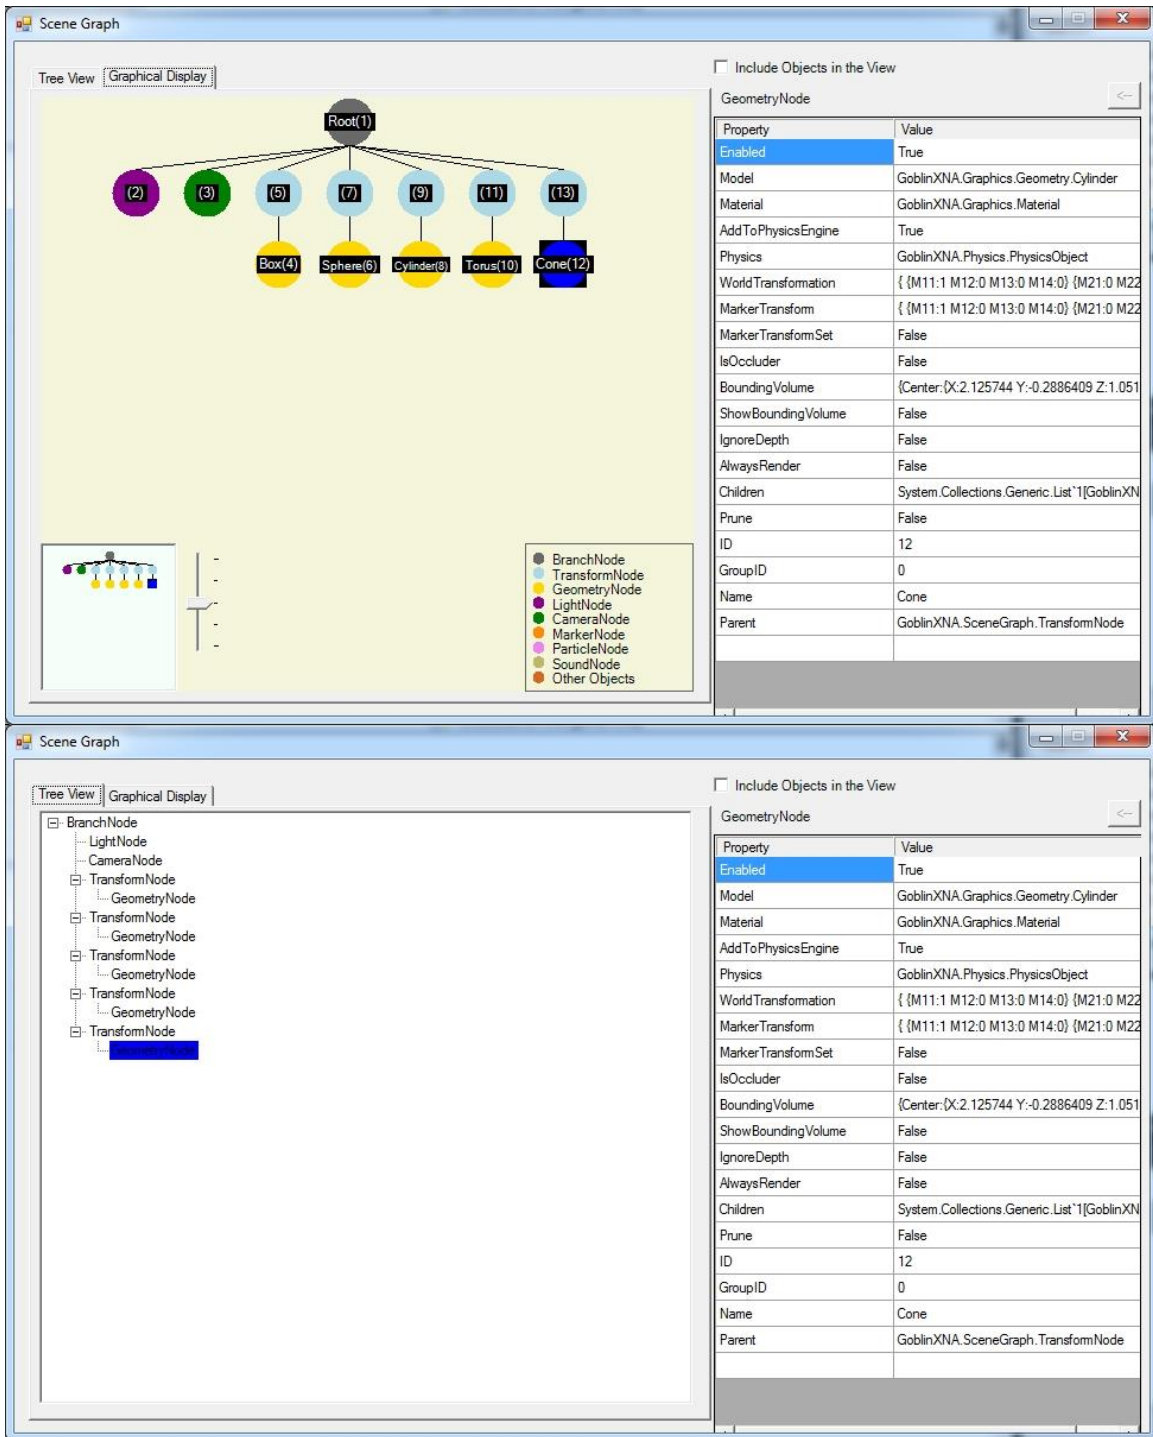 Scene Graph
Tree View Graphical Display
Include Objects in the View
GeometryNode <--
Root(1)
(2) (3) (5) (7) (9) (11) (13)
Box(4) Sphere(6) Cylinder(8) Torus(10) Cone(12)
BranchNode
TransformNode
GeometryNode
LightNode
CameraNode
MarkerNode
ParticleNode
SoundNode
Other Objects
Property Value
Enabled True
Model GoblinXNA.Graphics.Geometry.Cylinder
Material GoblinXNA.Graphics.Material
AddToPhysicsEngine True
Physics GoblinXNA.Physics.PhysicsObject
WorldTransformation { {M11:1 M12:0 M13:0 M14:0} {M21:0 M22
MarkerTransform { {M11:1 M12:0 M13:0 M14:0} {M21:0 M22
MarkerTransformSet False
IsOccluder False
BoundingVolume {Center:{X:2.125744 Y:-0.2886409 Z:1.051
ShowBoundingVolume False
IgnoreDepth False
AlwaysRender False
Children System.Collections.Generic.List`1[GoblinXN
Prune False
ID 12
GroupID 0
Name Cone
Parent GoblinXNA.SceneGraph.TransformNode
Scene Graph
Tree View Graphical Display
Include Objects in the View
GeometryNode <--
BranchNode
LightNode
CameraNode
TransformNode
GeometryNode
TransformNode
GeometryNode
TransformNode
GeometryNode
TransformNode
GeometryNode
TransformNode
GeometryNode
Property Value
Enabled True
Model GoblinXNA.Graphics.Geometry.Cylinder
Material GoblinXNA.Graphics.Material
AddToPhysicsEngine True
Physics GoblinXNA.Physics.PhysicsObject
WorldTransformation { {M11:1 M12:0 M13:0 M14:0} {M21:0 M22
MarkerTransform { {M11:1 M12:0 M13:0 M14:0} {M21:0 M22
MarkerTransformSet False
IsOccluder False
BoundingVolume {Center:{X:2.125744 Y:-0.2886409 Z:1.051
ShowBoundingVolume False
IgnoreDepth False
AlwaysRender False
Children System.Collections.Generic.List`1[GoblinXN
Prune False
ID 12
GroupID 0
Name Cone
Parent GoblinXNA.SceneGraph.TransformNode